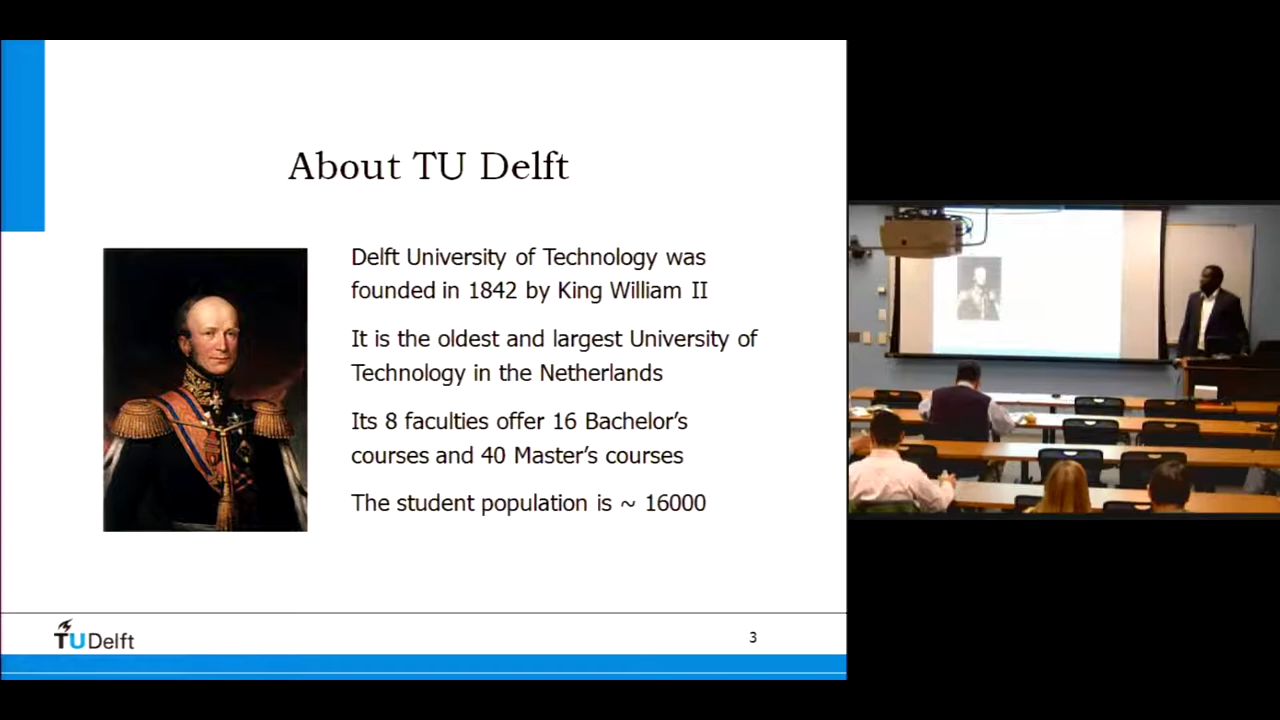 About TU Delft
Delft University of Technology was
founded in 1842 by King William II
It is the oldest and largest University of
Technology in the Netherlands
Its 8 faculties offer 16 Bachelor’s
courses and 40 Master’s courses
The student population is ~ 16000
TU Delft
3